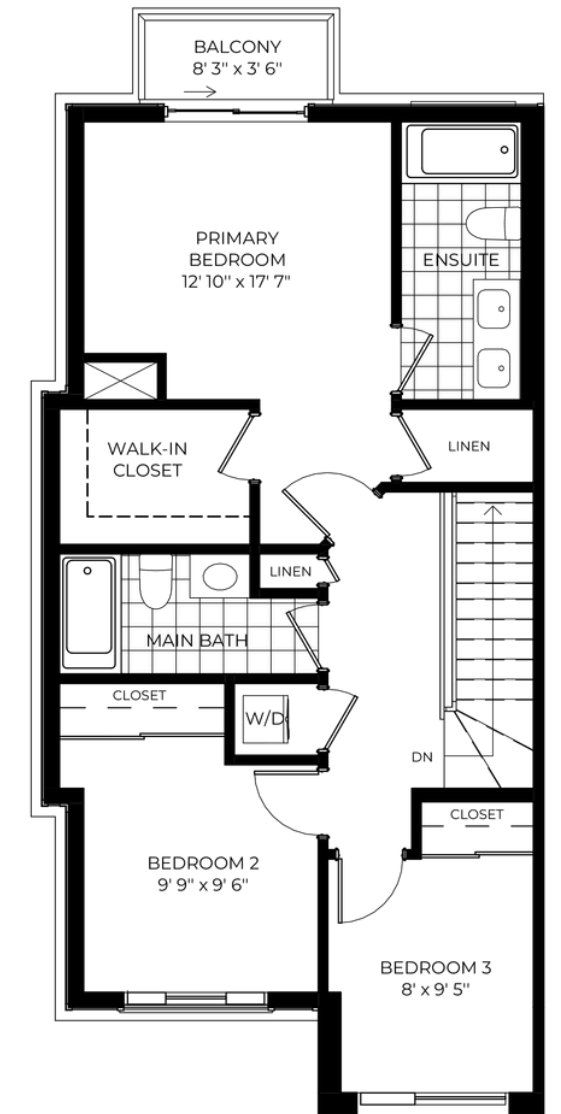 BALCONY
8' 3" x 3' 6"
PRIMARY
BEDROOM
12' 10" x 17' 7"
ENSUITE
WALK-IN
CLOSET
LINEN
LINEN
MAIN BATH
CLOSET
W/D
DN
CLOSET
BEDROOM 2
9' 9" x 9' 6"
BEDROOM 3
8' x 9' 5"